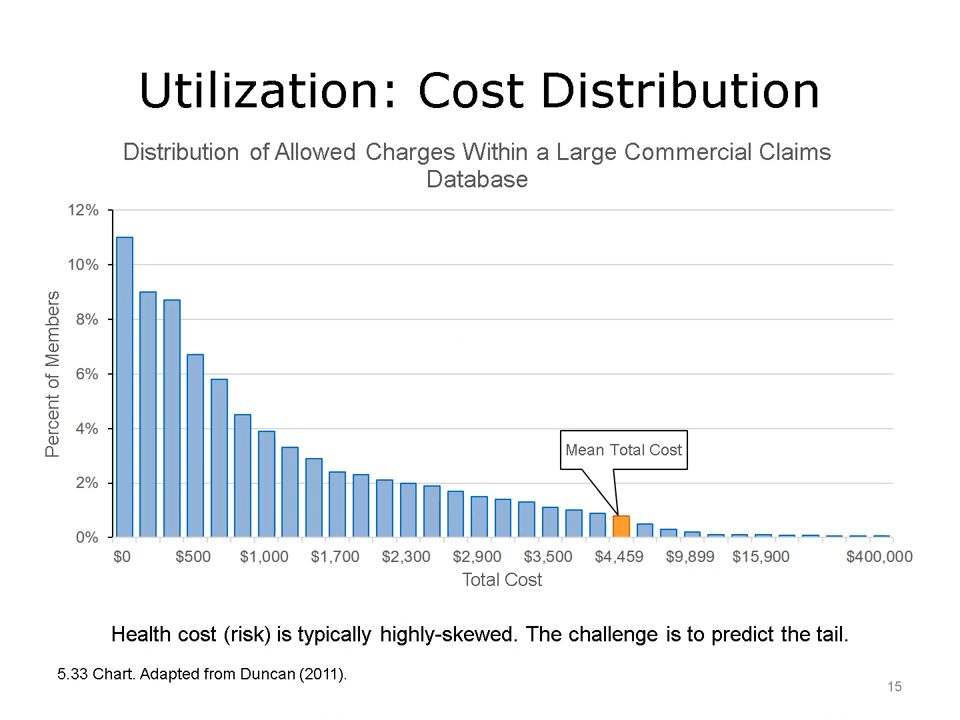 Utilization: Cost Distribution
Distribution of Allowed Charges Within a Large Commercial Claims
Database
12%
10%
8%
6%
4%
2%
0%
Percent of Members
Mean Total Cost
$0 $500 $1,000 $1,700 $2,300 $2,900 $3,500 $4,459 $9,899 $15,900 $400,000
Total Cost
Health cost (risk) is typically highly-skewed. The challenge is to predict the tail.
5.33 Chart. Adapted from Duncan (2011).
15